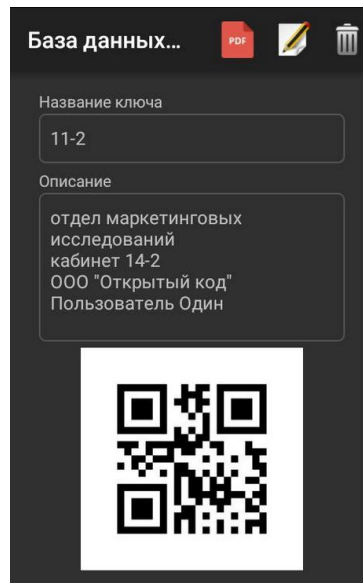 База данных...
PDF
Название ключа
11-2
Описание
отдел маркетинговых
исследований
кабинет 14-2
ООО "Открытый код"
Пользователь Один